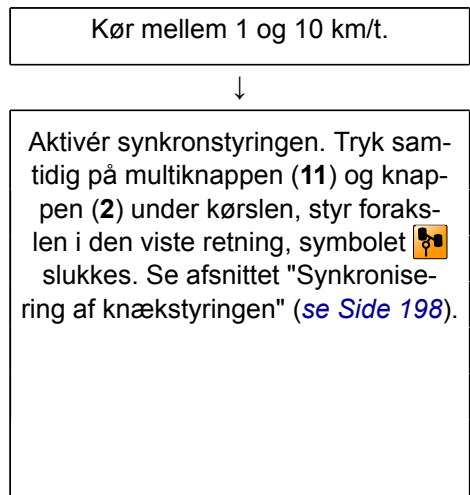 Kør mellem 1 og 10 km/t.
↓
Aktivér synkronstyringen. Tryk sam-
tidig på multiknappen (11) og knap-
pen (2) under kørslen, styr foraks-
len i den viste retning, symbolet
slukkes. Se afsnittet "Synkronise-
ring af knækstyringen" (se Side 198).